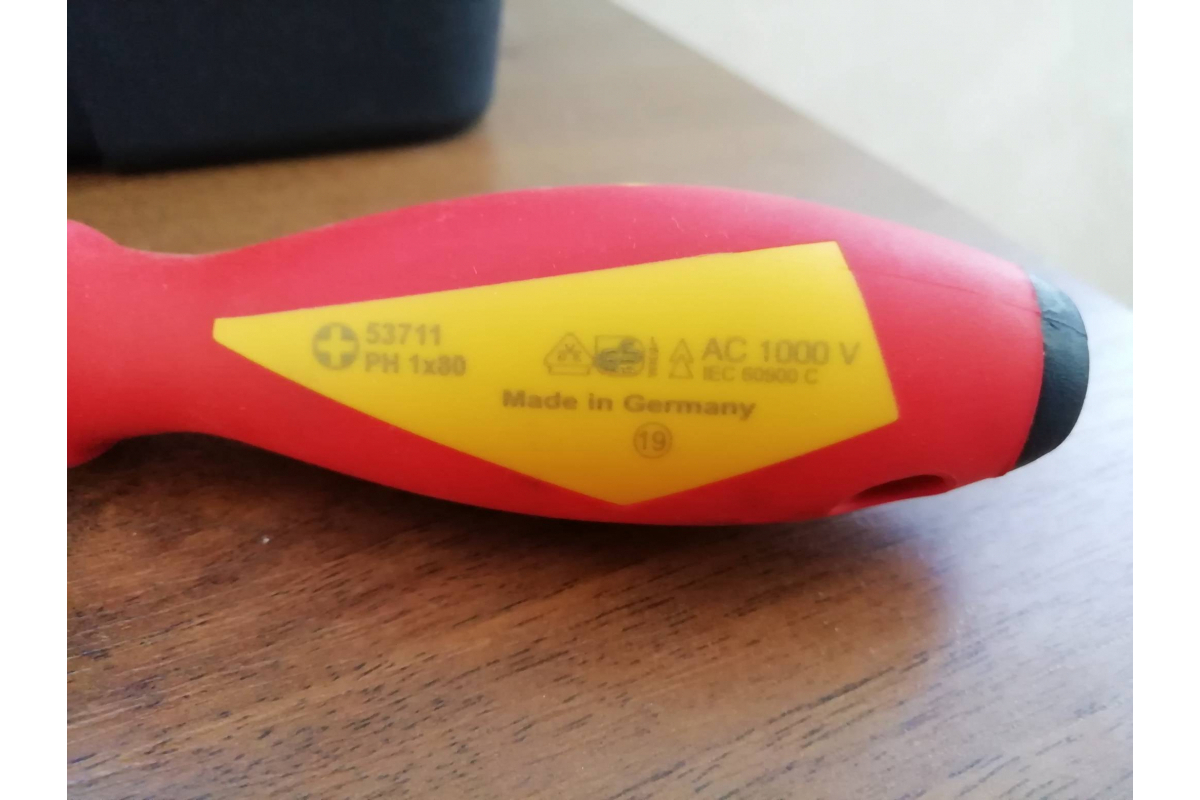 53711
PH 1x80
AC 1000 V
IEC 60900 C
Made in Germany
19